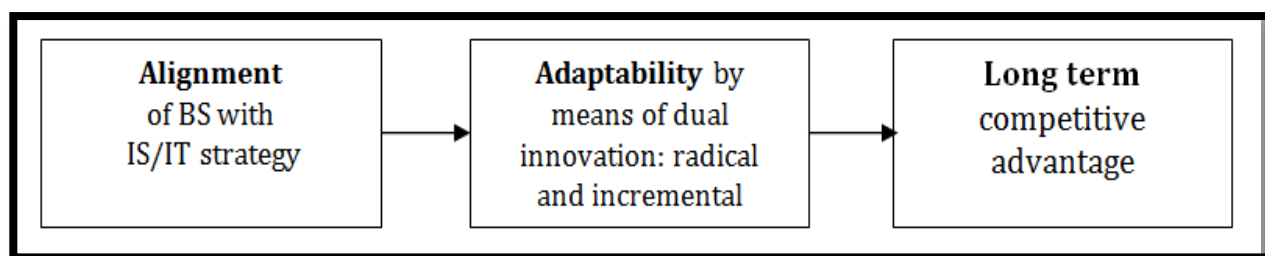 Alignment
of BS with
IS/IT strategy
Adaptability by
means of dual
innovation: radical
and incremental
Long term
competitive
advantage